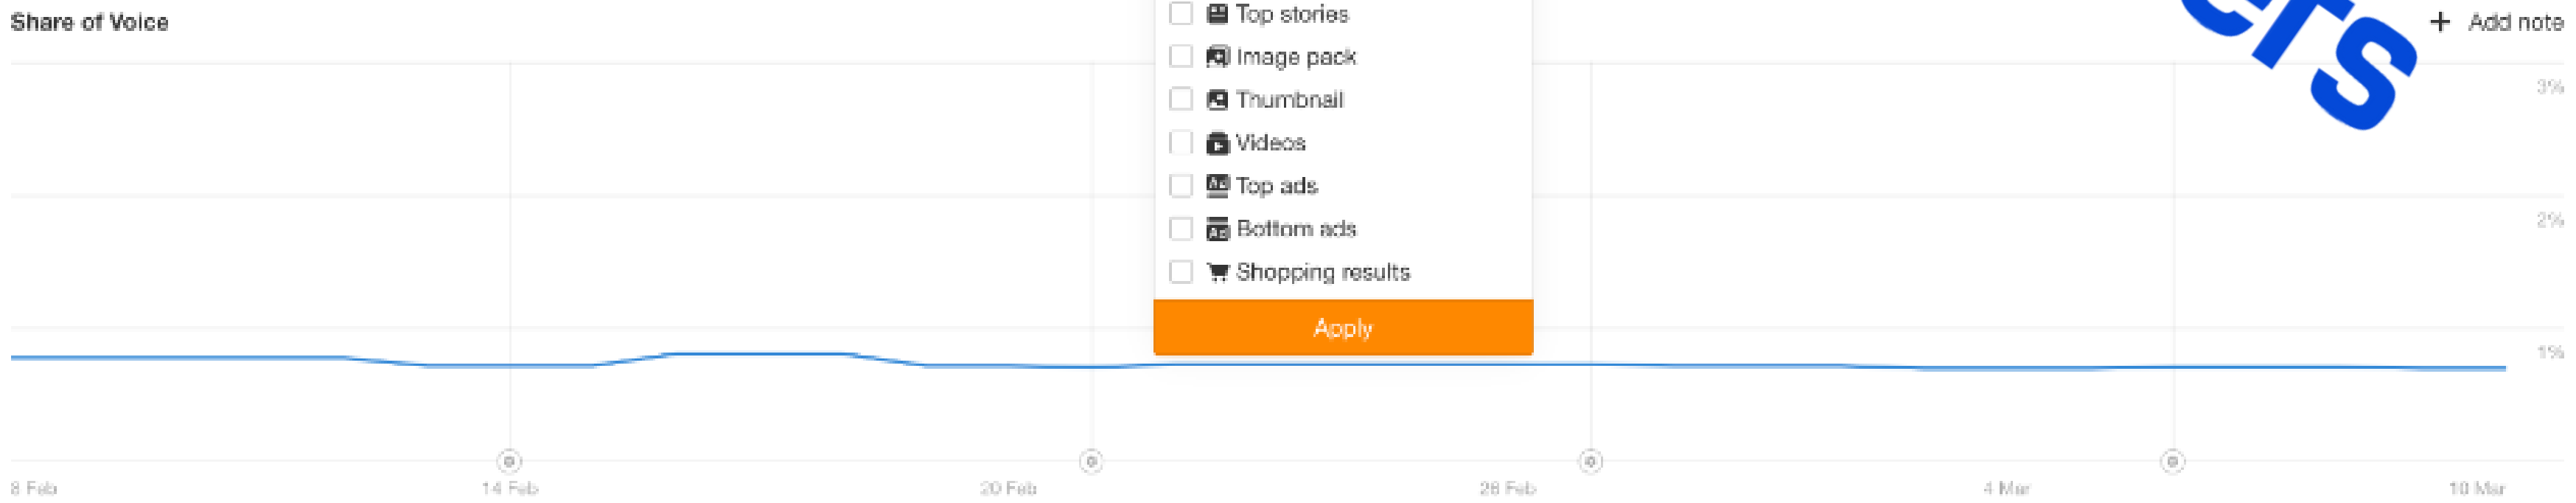 Share of Voice
Top stories
+ Add note
Image pack
3%
Thumbnail
Videos
Top ads
2%
Bottom ads
Shopping results
Apply
1%
8 Feb 14 Feb 20 Feb 26 Feb 4 Mar 10 Mar